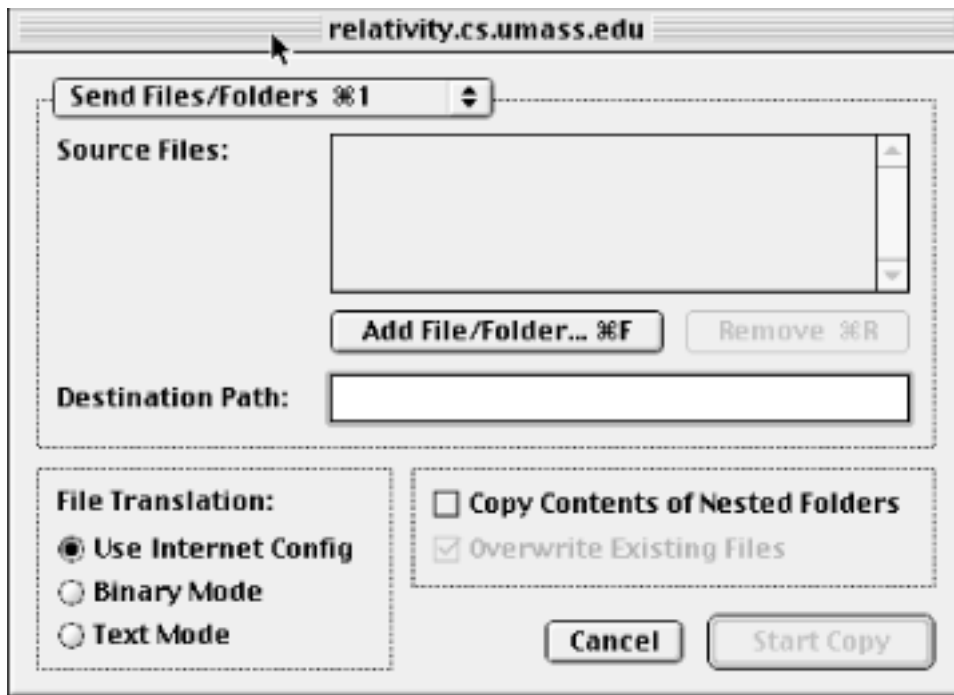 relativity.cs.umass.edu
Send Files/Folders ⌘1
Source Files:
Add File/Folder... ⌘F
Remove ⌘R
Destination Path:
File Translation:
Use Internet Config
Binary Mode
Text Mode
Copy Contents of Nested Folders
Overwrite Existing Files
Cancel
Start Copy